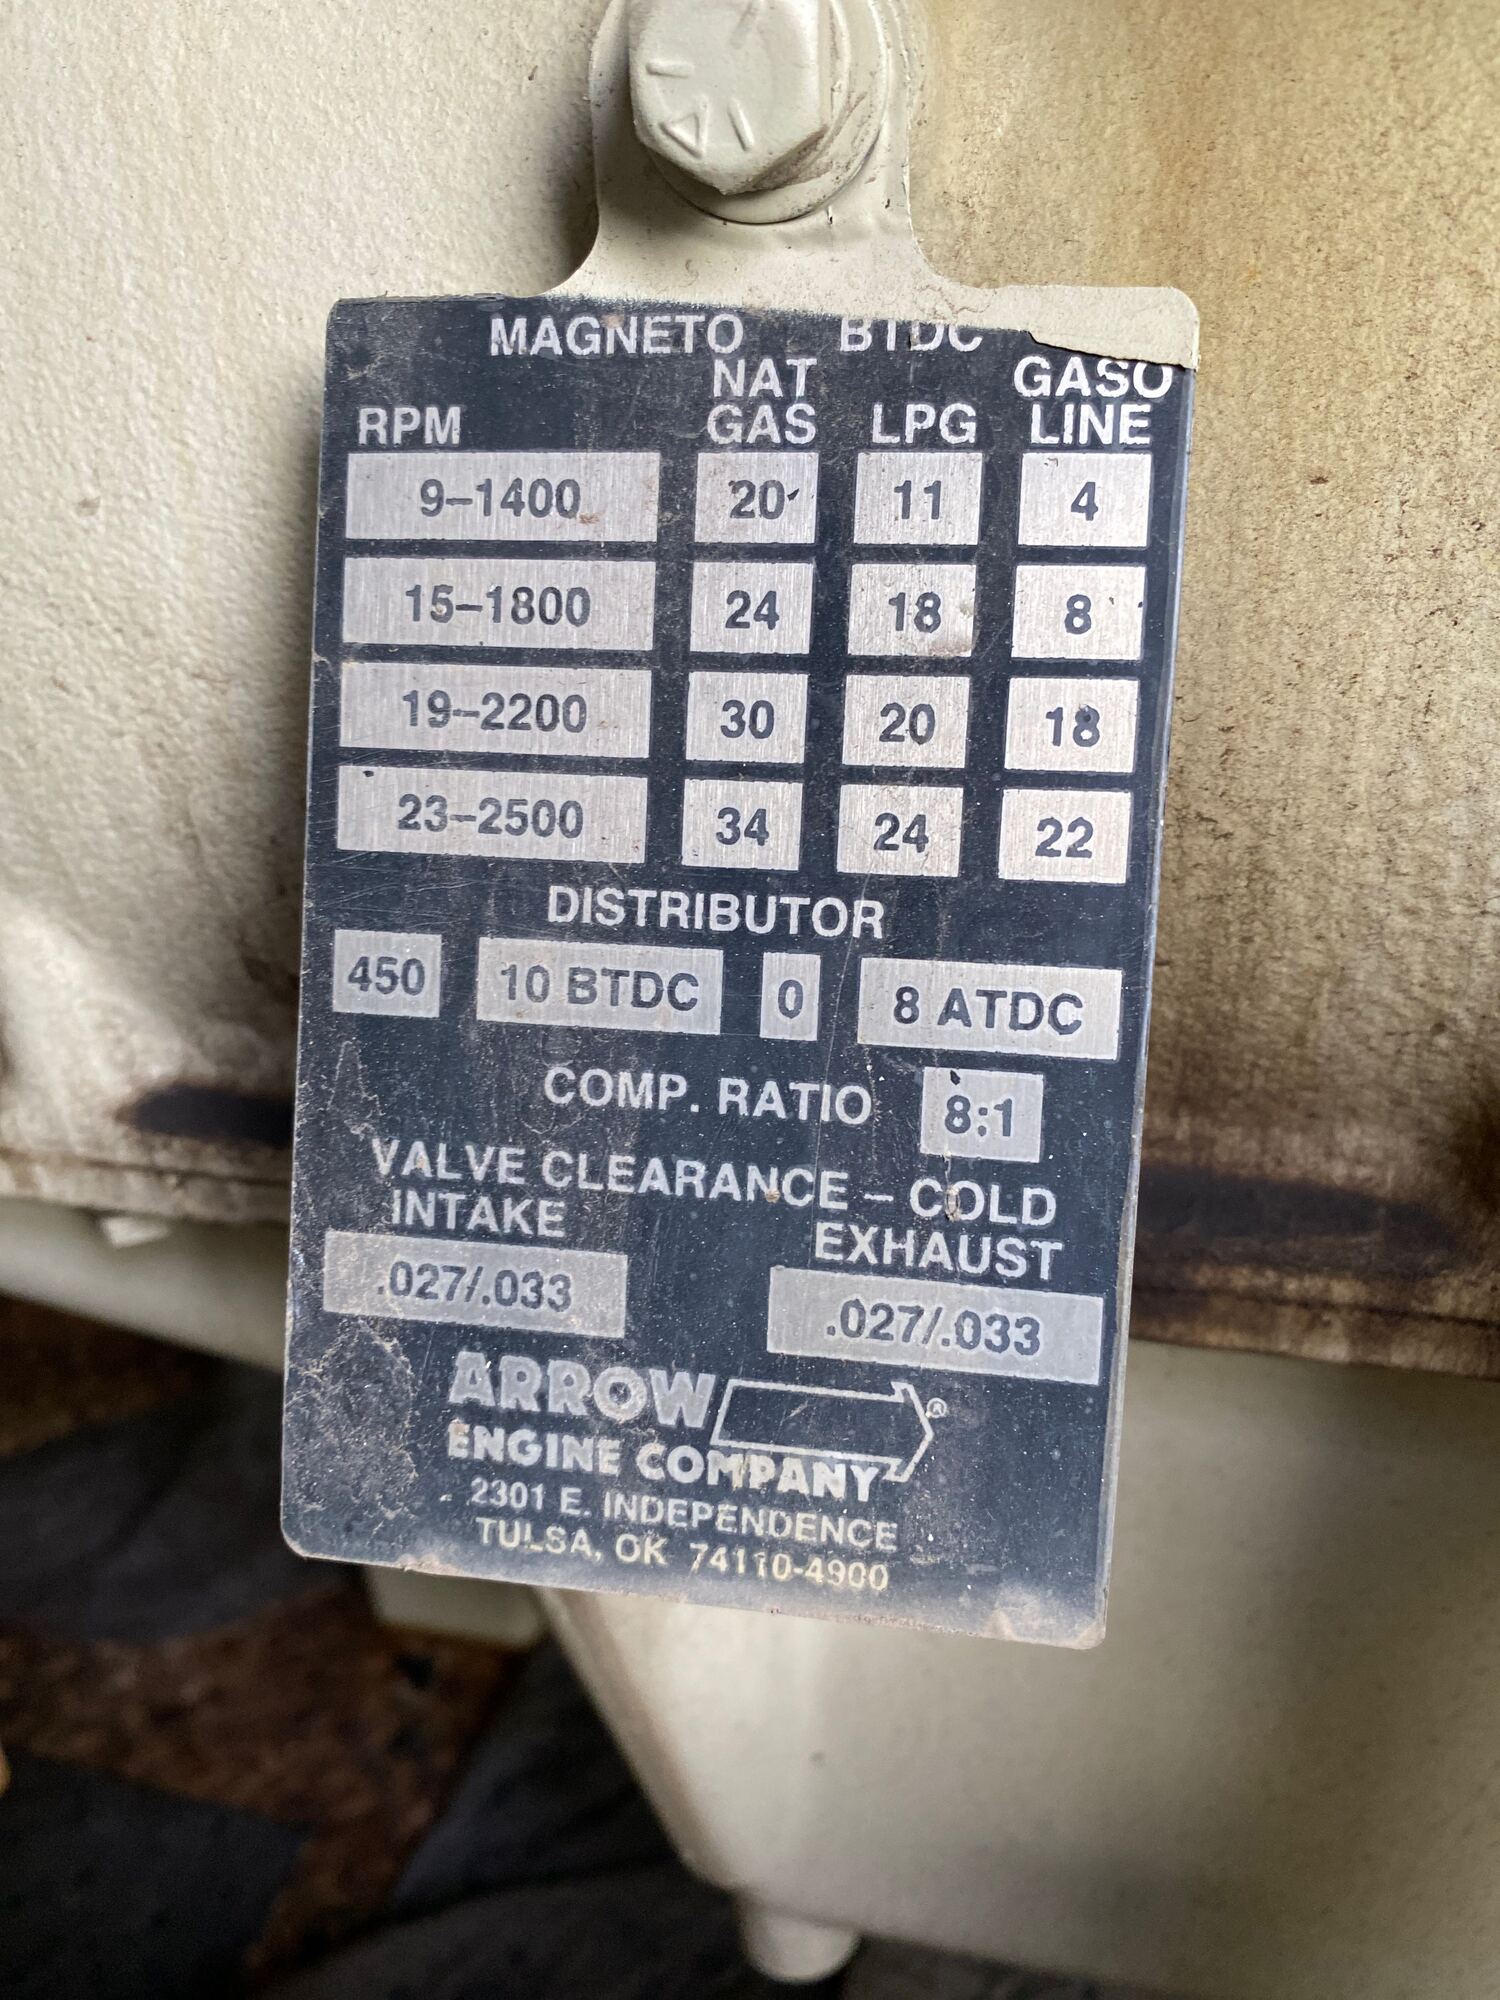 MAGNETO BTDC
RPM NAT GAS LPG GASO LINE
9–1400 20 11 4
15–1800 24 18 8
19–2200 30 20 18
23–2500 34 24 22
DISTRIBUTOR
450 10 BTDC 0 8 ATDC
COMP. RATIO 8:1
VALVE CLEARANCE – COLD
INTAKE EXHAUST
.027/.033 .027/.033
ARROW ®
ENGINE COMPANY
2301 E. INDEPENDENCE
TULSA, OK 74110-4900